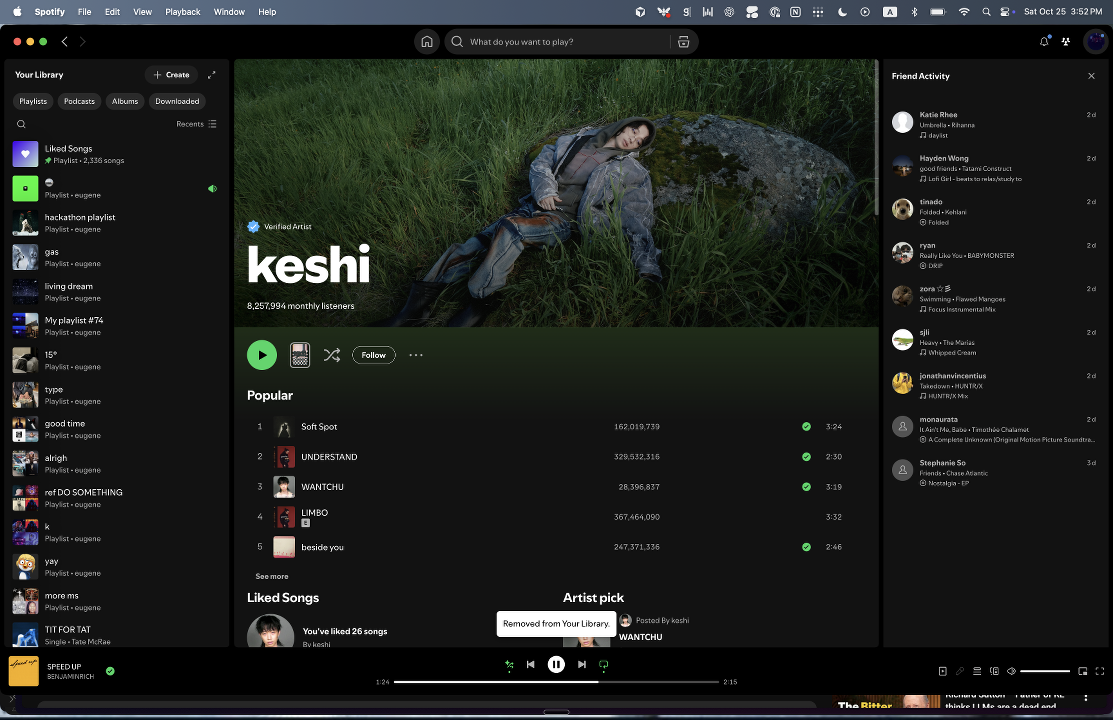 Spotify File Edit View Playback Window Help
A
Sat Oct 25 3:52 PM
What do you want to play?
Your Library
+ Create
Playlists Podcasts Albums Downloaded
Recents
Liked Songs
Playlist • 2,336 songs
Playlist • eugene
hackathon playlist
Playlist • eugene
gas
Playlist • eugene
living dream
Playlist • eugene
My playlist #74
Playlist • eugene
15°
Playlist • eugene
type
Playlist • eugene
good time
Playlist • eugene
alrigh
Playlist • eugene
ref DO SOMETHING
Playlist • eugene
k
Playlist • eugene
yay
Playlist • eugene
more ms
Playlist • eugene
TIT FOR TAT
Single • Tate McRae
Verified Artist
keshi
8,257,994 monthly listeners
Follow
Popular
1 Soft Spot 162,019,739 3:24
2 UNDERSTAND 329,532,316 2:30
3 WANTCHU 28,396,837 3:19
4 LIMBO 367,464,090 3:32
E
5 beside you 247,371,336 2:46
See more
Liked Songs
You've liked 26 songs
By keshi
Artist pick
Posted By keshi
WANTCHU
Removed from Your Library.
Friend Activity
Katie Rhee 2 d
Umbrella • Rihanna
daylist
Hayden Wong 2 d
good friends • Tatami Construct
Lofi Girl - beats to relax/study to
tinado 2 d
Folded • Kehlani
Folded
ryan 2 d
Really Like You • BABYMONSTER
DRIP
zora ☆彡 2 d
Swimming • Flawed Mangoes
Focus Instrumental Mix
sjli 2 d
Heavy • The Marías
Whipped Cream
jonathanvincentius 2 d
Takedown • HUNTR/X
HUNTR/X Mix
monaurata 2 d
It Ain't Me, Babe • Timothée Chalamet
A Complete Unknown (Original Motion Picture Soundtra...
Stephanie So 3 d
Friends • Chase Atlantic
Nostalgia - EP
speed up
SPEED UP
BENJAMINRICH
1:24 2:15
The Bitter
Richard Sutton – Father of RL
thinks LLMs are a dead end